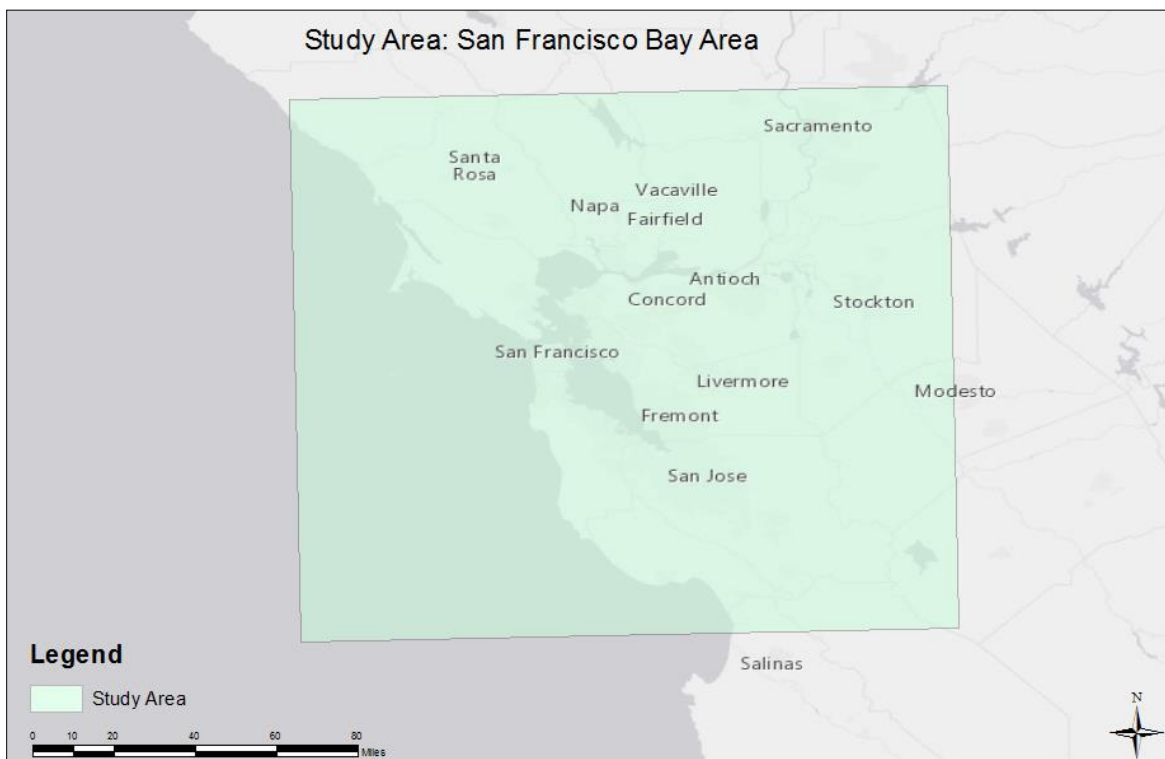 Study Area: San Francisco Bay Area
Sacramento
Santa
Rosa
Vacaville
Napa
Fairfield
Antioch
Concord
Stockton
San Francisco
Livermore
Modesto
Fremont
San Jose
Legend
Salinas
Study Area
N
0 10 20 40 60 80
Miles